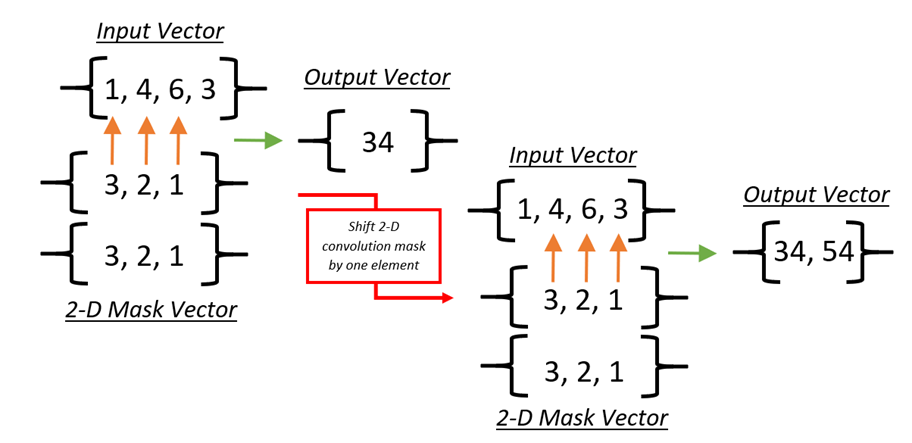 Input Vector
{ 1, 4, 6, 3 }
{ 3, 2, 1 }
{ 3, 2, 1 }
2-D Mask Vector
Output Vector
{ 34 }
Shift 2-D
convolution mask
by one element
Input Vector
{ 1, 4, 6, 3 }
{ 3, 2, 1 }
{ 3, 2, 1 }
2-D Mask Vector
Output Vector
{ 34, 54 }